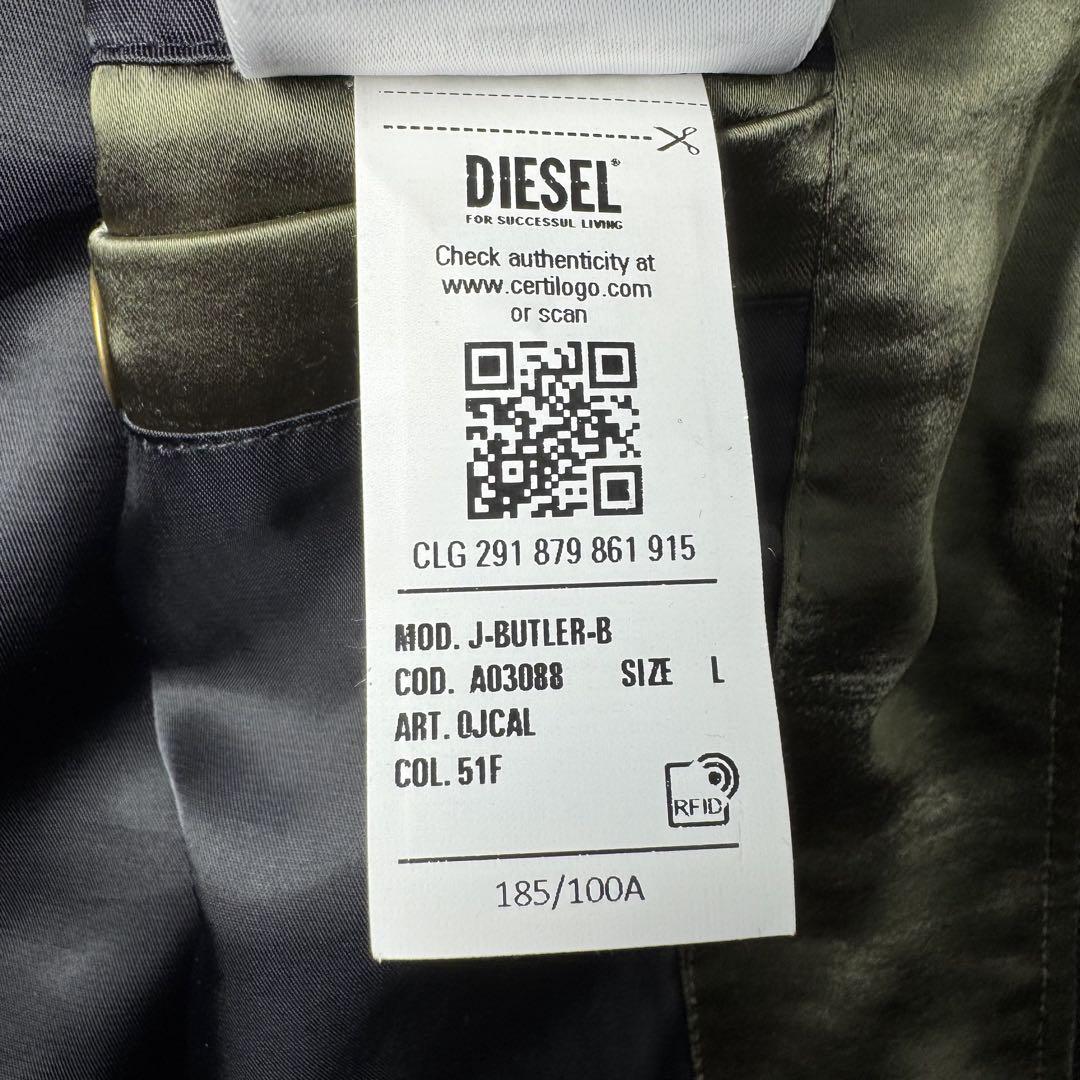 DIESEL®
FOR SUCCESSUL LIVING
Check authenticity at
www.certilogo.com
or scan
CLG 291 879 861 915
MOD. J-BUTLER-B
COD. A03088 SIZE L
ART. 0JCAL
COL. 51F
RFID
185/100A